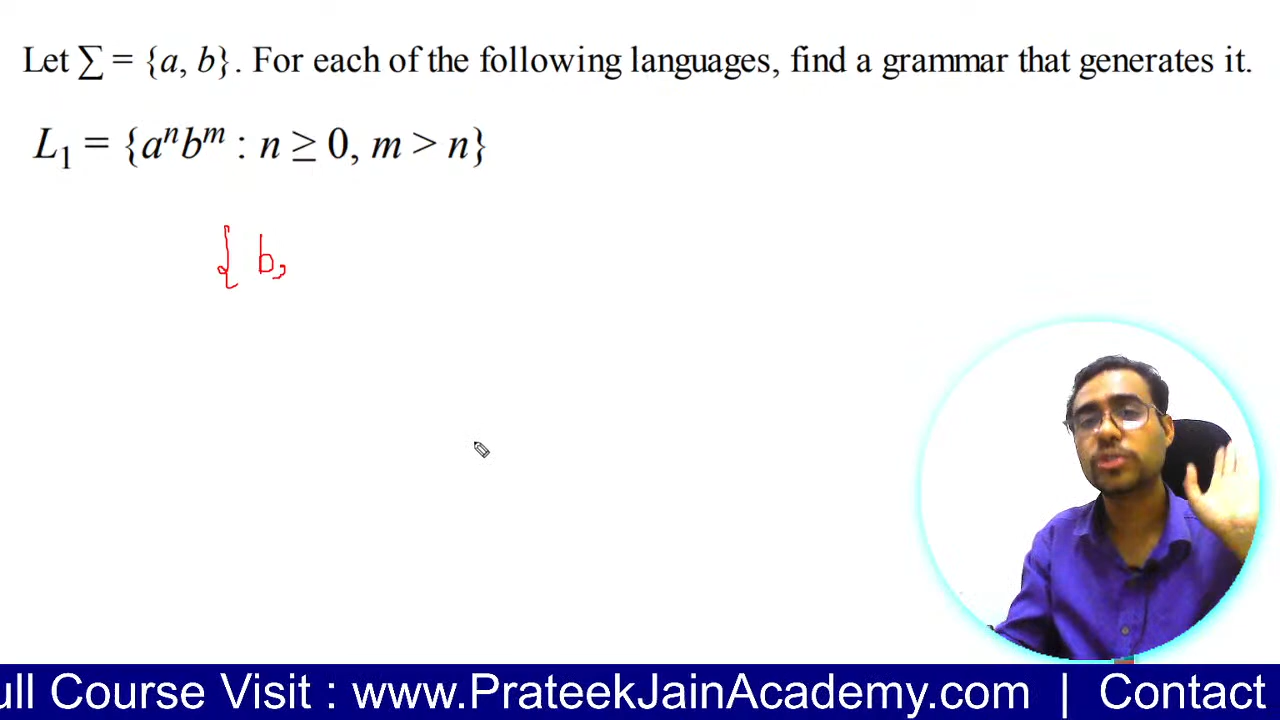 Let ∑ = {a, b}. For each of the following languages, find a grammar that generates it.
L₁ = {aⁿbᵐ : n ≥ 0, m > n}
{ b,
ull Course Visit : www.PrateekJainAcademy.com | Contact